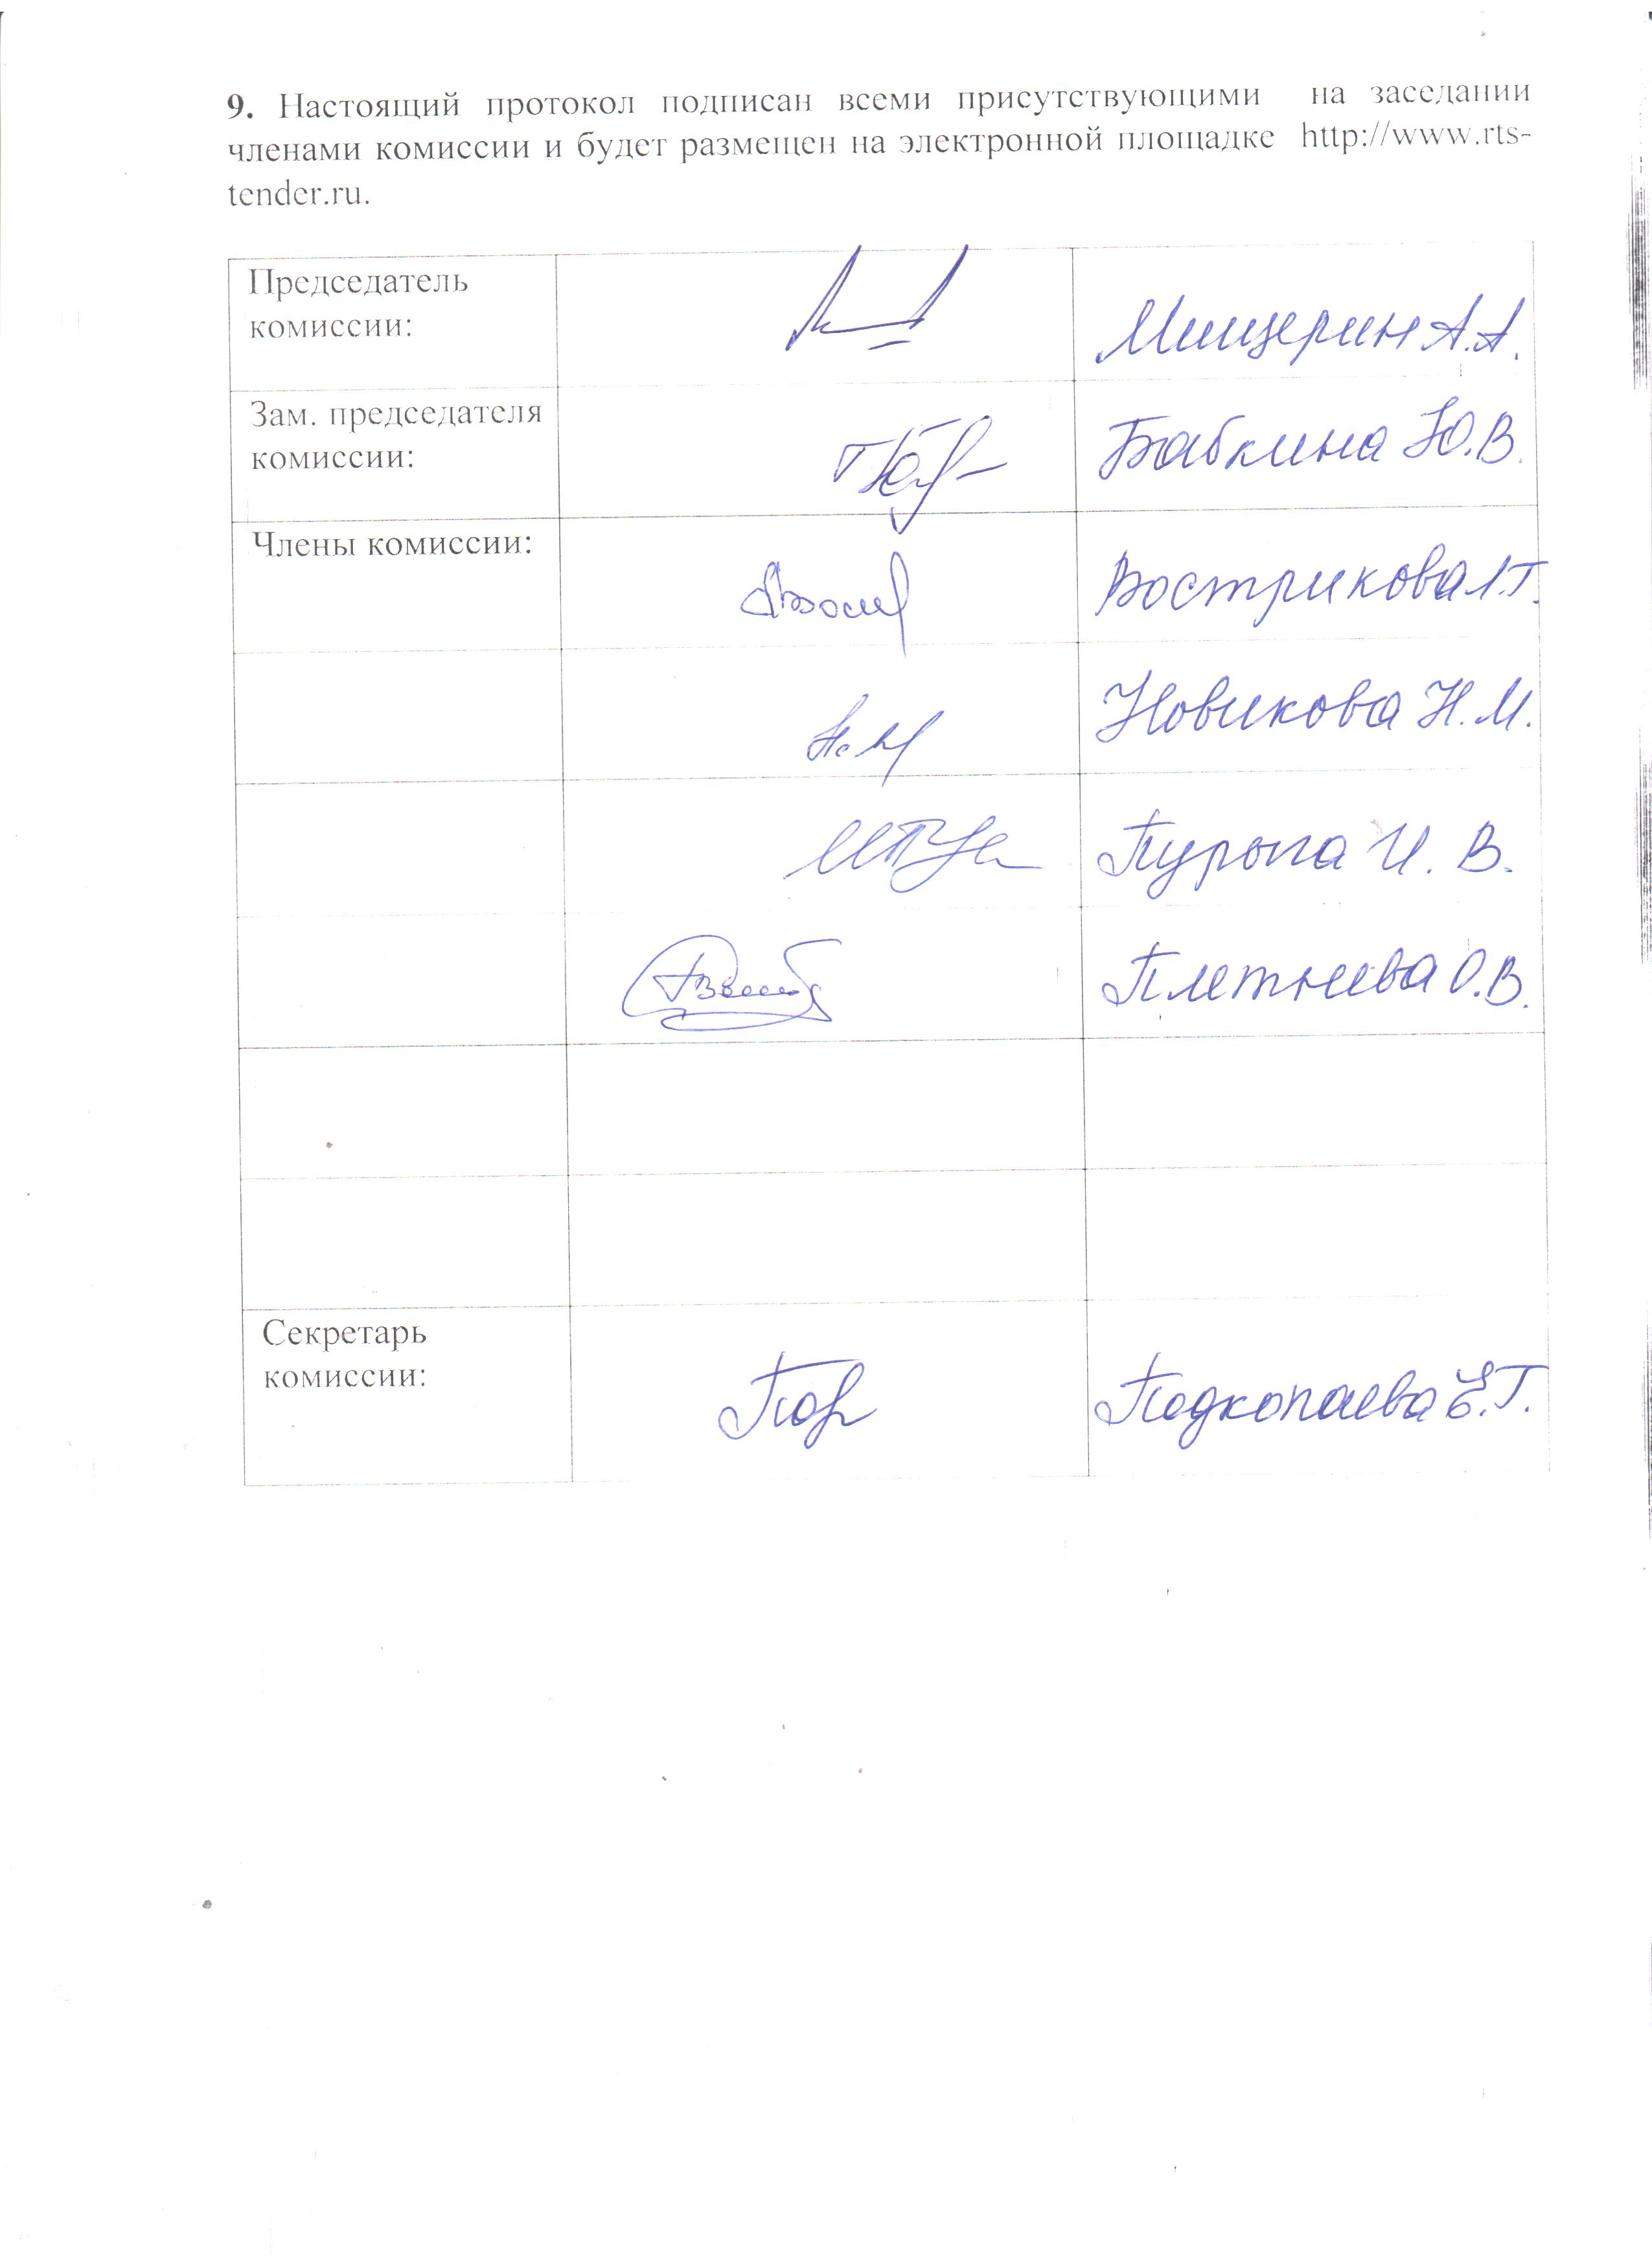 9. Настоящий протокол подписан всеми присутствующими на заседании
членами комиссии и будет размещен на электронной площадке http://www.rts-
tender.ru.
Председатель
комиссии:
Мищерин А.А.
Зам. председателя
комиссии:
Бабкина Ю.В.
Члены комиссии:
Вострикова Л.Г.
Новикова Н.М.
Пурыга И. В.
Плетнева О.В.
Секретарь
комиссии:
Подкопаева Е.Г.